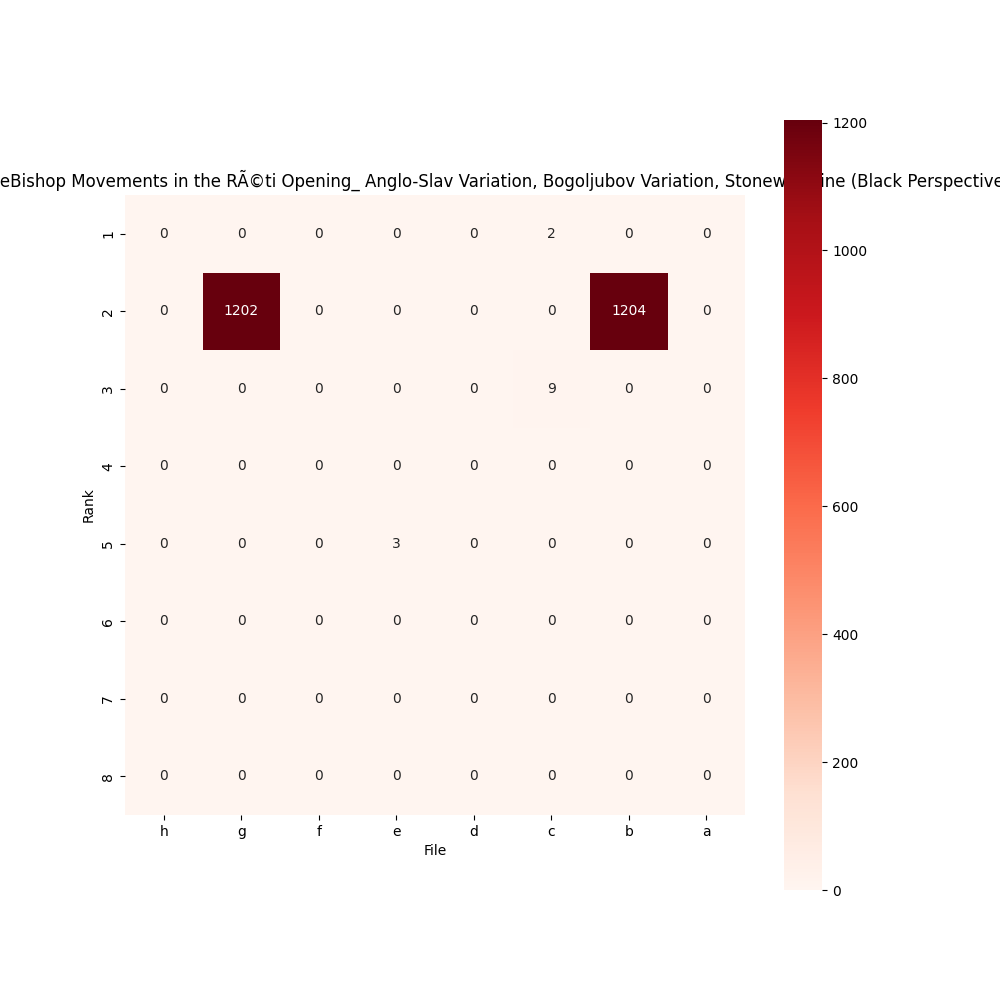 eBishop Movements in the RÃ©ti Opening_ Anglo-Slav Variation, Bogoljubov Variation, Stonew ine (Black Perspective
1200
1 0 0 0 0 0 2 0 0
1000
2 0 1202 0 0 0 0 1204 0
3 0 0 0 0 0 9 0 0
800
4 0 0 0 0 0 0 0 0
Rank
600
5 0 0 0 3 0 0 0 0
6 0 0 0 0 0 0 0 0
400
7 0 0 0 0 0 0 0 0
200
8 0 0 0 0 0 0 0 0
h g f e d c b a
File
0